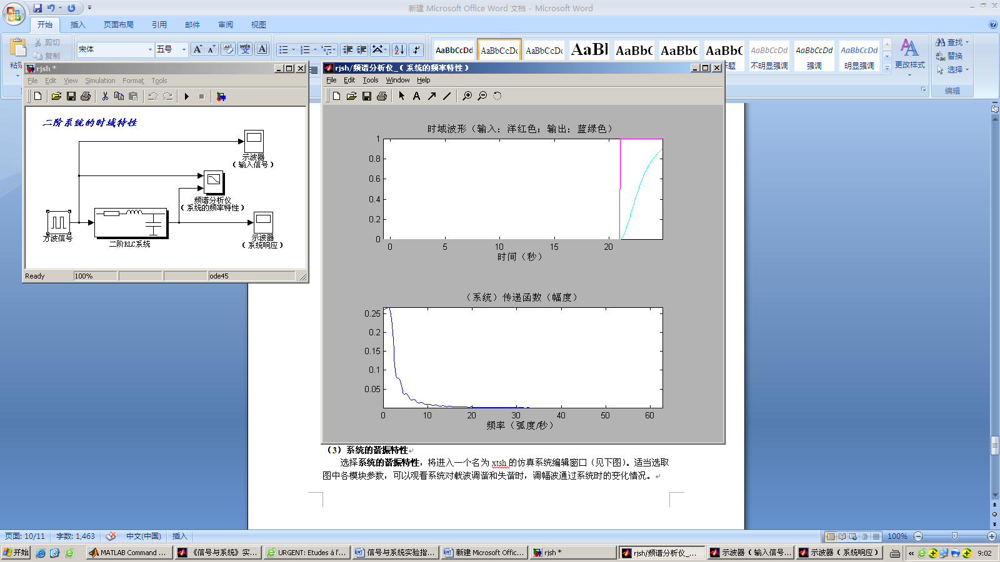 新建 Microsoft Office Word 文档 - Microsoft Word
开始 插入 页面布局 引用 邮件 审阅 视图
剪切
复制
宋体 五号
AaBbCcDd AaBbCcDc AaBbCcDc AaBl AaBbC AaBbC AaBbC AaBbCcDd AaBbCcDd AaBbCcDd
不明显强调 强调 明显强调
更改样式
查找
替换
选择
编辑
rjsh *
File Edit View Simulation Format Tools
二阶系统的时域特性
示波器
（输入信号）
频谱分析仪
（系统的频率特性）
方波信号
二阶RLC系统
示波器
（系统响应）
Ready 100% ode45
rjsh/频谱分析仪_（系统的频率特性）
File Edit Tools Window Help
时域波形（输入：洋红色；输出：蓝绿色）
1
0.8
0.6
0.4
0.2
0
0 5 10 15 20
时间（秒）
（系统）传递函数（幅度）
0.25
0.2
0.15
0.1
0.05
0 10 20 30 40 50 60
频率（弧度/秒）
（3）系统的谐振特性
选择系统的谐振特性，将进入一个名为 xtsh 的仿真系统编辑窗口（见下图）。适当选取
图中各模块参数，可以观看系统对载波调谐和失谐时，调幅波通过系统时的变化情况。
页面: 10/11 字数: 1,463 中文(中国) 插入 100%
开始 MATLAB Command ... 《信号与系统》实... URGENT: Etudes à l'... 信号与系统实验指... 新建 Microsoft Offic... rjsh * rjsh/频谱分析仪_... 示波器（输入信号... 示波器（系统响应） 9:02